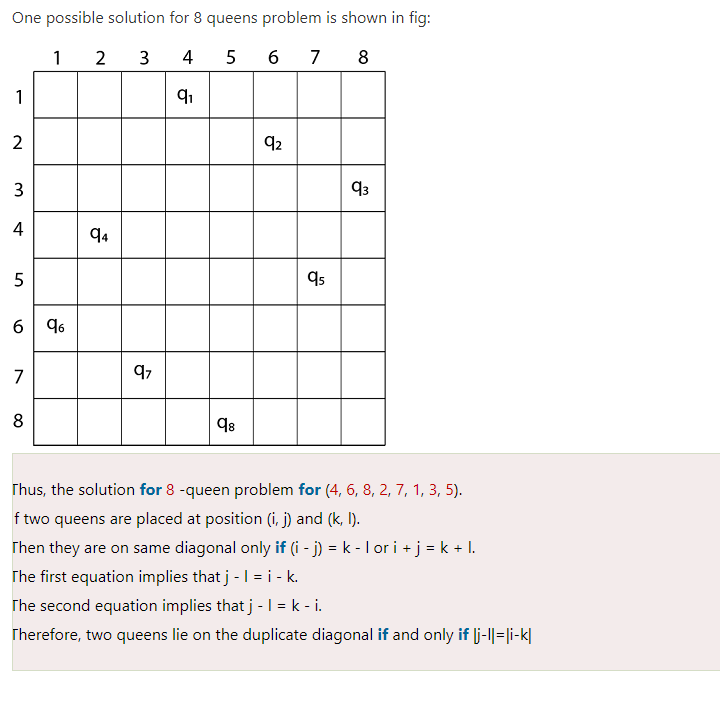 One possible solution for 8 queens problem is shown in fig:
1 2 3 4 5 6 7 8
1 q₁
2 q₂
3 q₃
4 q₄
5 q₅
6 q₆
7 q₇
8 q₈
Thus, the solution for 8 -queen problem for (4, 6, 8, 2, 7, 1, 3, 5).
f two queens are placed at position (i, j) and (k, l).
Then they are on same diagonal only if (i - j) = k - l or i + j = k + l.
The first equation implies that j - l = i - k.
The second equation implies that j - l = k - i.
Therefore, two queens lie on the duplicate diagonal if and only if |j-l|=|i-k|